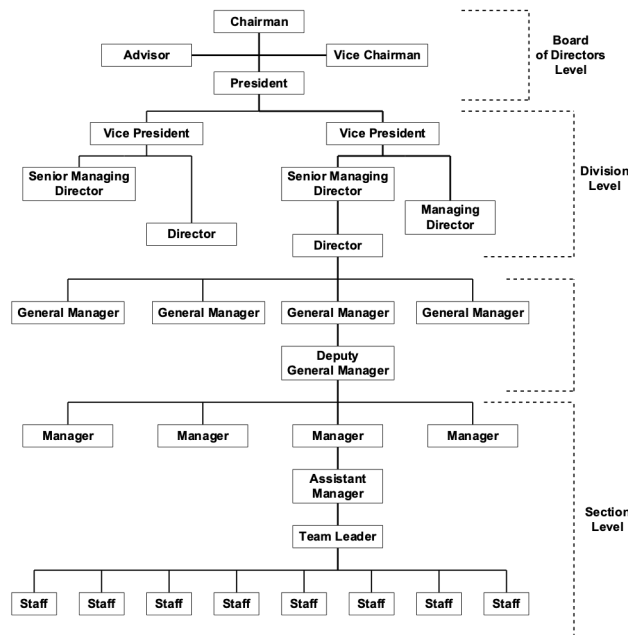 Chairman
Board
of Directors
Level
Advisor
Vice Chairman
President
Vice President
Vice President
Division
Level
Senior Managing
Director
Senior Managing
Director
Managing
Director
Director
Director
General Manager
General Manager
General Manager
General Manager
Deputy
General Manager
Manager
Manager
Manager
Manager
Assistant
Manager
Section
Level
Team Leader
Staff
Staff
Staff
Staff
Staff
Staff
Staff
Staff